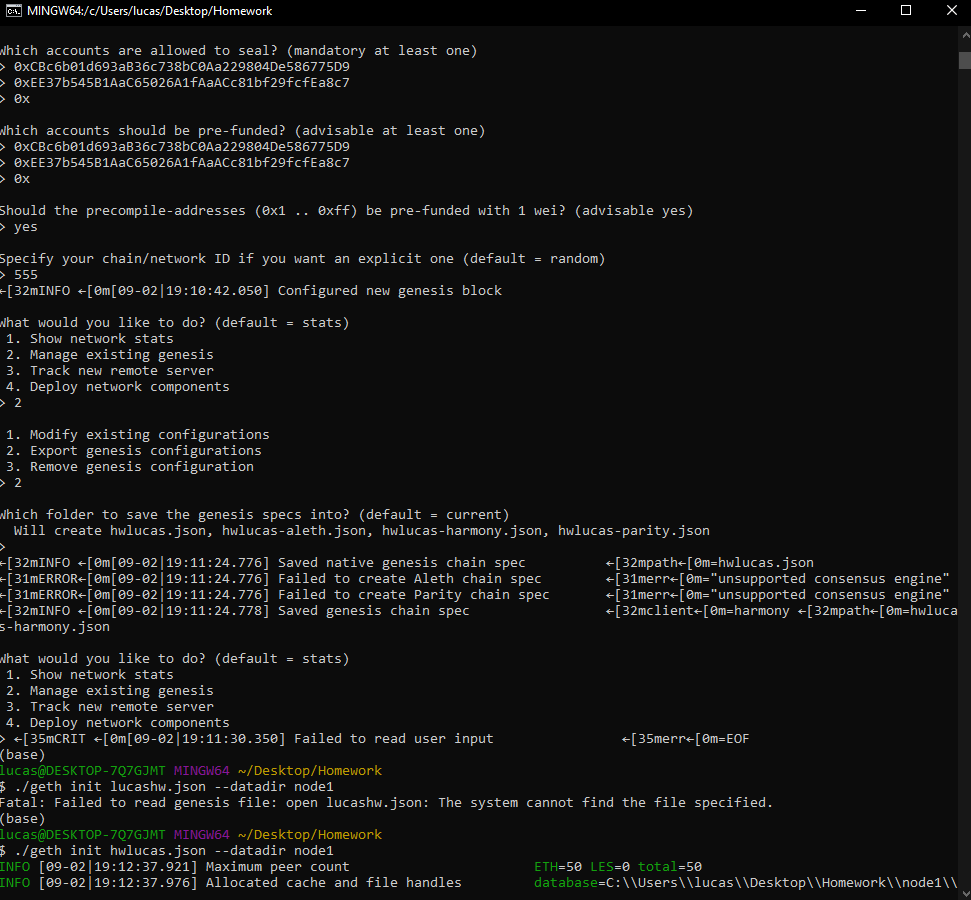 MINGW64:/c/Users/lucas/Desktop/Homework
Which accounts are allowed to seal? (mandatory at least one)
> 0xCBc6b01d693aB36c738bC0Aa229804De586775D9
> 0xEE37b545B1AaC65026A1fAaACc81bf29fcfEa8c7
> 0x
Which accounts should be pre-funded? (advisable at least one)
> 0xCBc6b01d693aB36c738bC0Aa229804De586775D9
> 0xEE37b545B1AaC65026A1fAaACc81bf29fcfEa8c7
> 0x
Should the precompile-addresses (0x1 .. 0xff) be pre-funded with 1 wei? (advisable yes)
> yes
Specify your chain/network ID if you want an explicit one (default = random)
> 555
←[32mINFO ←[0m[09-02|19:10:42.050] Configured new genesis block
What would you like to do? (default = stats)
1. Show network stats
2. Manage existing genesis
3. Track new remote server
4. Deploy network components
> 2
1. Modify existing configurations
2. Export genesis configurations
3. Remove genesis configuration
> 2
Which folder to save the genesis specs into? (default = current)
Will create hwlucas.json, hwlucas-aleth.json, hwlucas-harmony.json, hwlucas-parity.json
>
←[32mINFO ←[0m[09-02|19:11:24.776] Saved native genesis chain spec ←[32mpath←[0m=hwlucas.json
←[31mERROR←[0m[09-02|19:11:24.776] Failed to create Aleth chain spec ←[31merr←[0m="unsupported consensus engine"
←[31mERROR←[0m[09-02|19:11:24.776] Failed to create Parity chain spec ←[31merr←[0m="unsupported consensus engine"
←[32mINFO ←[0m[09-02|19:11:24.778] Saved genesis chain spec ←[32mclient←[0m=harmony ←[32mpath←[0m=hwluca
s-harmony.json
What would you like to do? (default = stats)
1. Show network stats
2. Manage existing genesis
3. Track new remote server
4. Deploy network components
> ←[35mCRIT ←[0m[09-02|19:11:30.350] Failed to read user input ←[35merr←[0m=EOF
(base)
lucas@DESKTOP-7Q7GJMT MINGW64 ~/Desktop/Homework
$ ./geth init lucashw.json --datadir node1
Fatal: Failed to read genesis file: open lucashw.json: The system cannot find the file specified.
(base)
lucas@DESKTOP-7Q7GJMT MINGW64 ~/Desktop/Homework
$ ./geth init hwlucas.json --datadir node1
INFO [09-02|19:12:37.921] Maximum peer count ETH=50 LES=0 total=50
INFO [09-02|19:12:37.976] Allocated cache and file handles database=C:\\Users\\lucas\\Desktop\\Homework\\node1\\